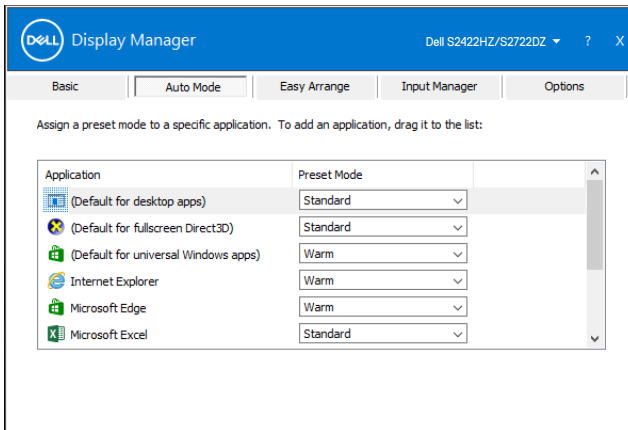 DELL Display Manager Dell S2422HZ/S2722DZ ? X
Basic Auto Mode Easy Arrange Input Manager Options
Assign a preset mode to a specific application. To add an application, drag it to the list:
Application Preset Mode
(Default for desktop apps) Standard
(Default for fullscreen Direct3D) Standard
(Default for universal Windows apps) Warm
Internet Explorer Warm
Microsoft Edge Warm
Microsoft Excel Standard